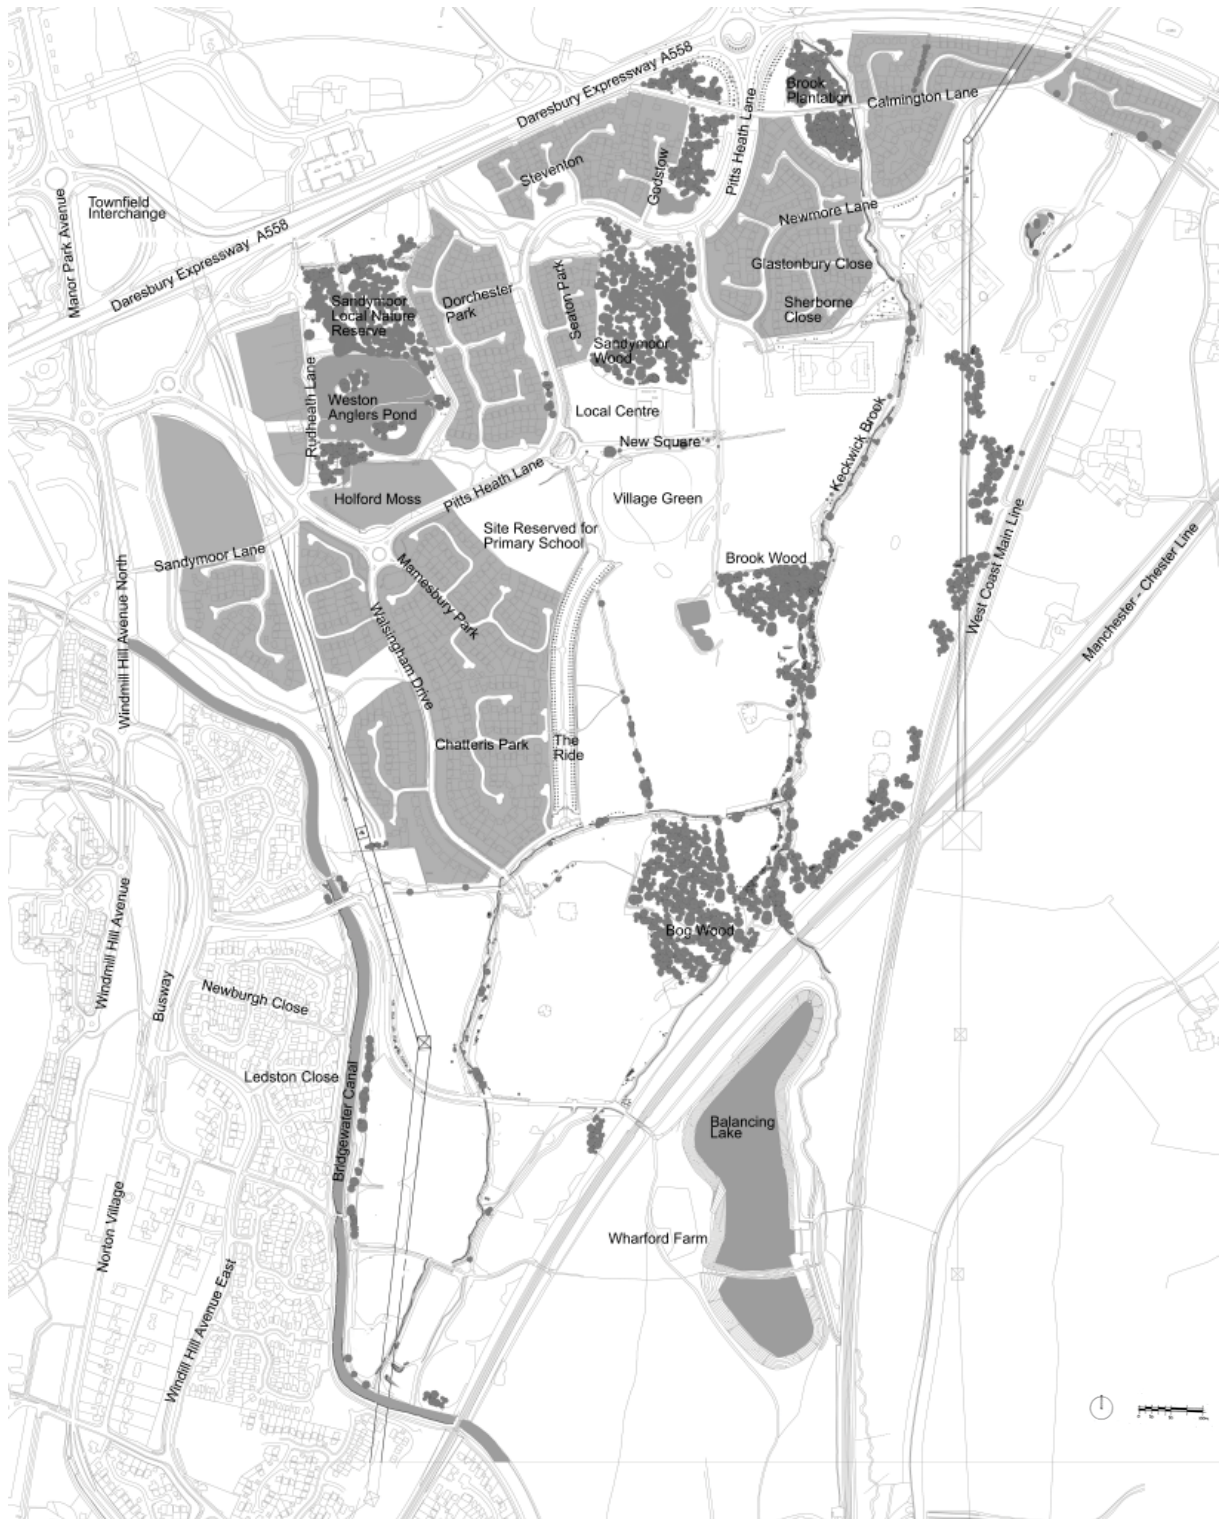 Daresbury Expressway A558
Brook
Plantation
Calmington Lane
Pitts Heath Lane
Steventon
Godstow
Manor Park Avenue
Townfield
Interchange
Newmore Lane
Daresbury Expressway A558
Glastonbury Close
Seaton Park
Dorchester
Park
Sandymoor
Local Nature
Reserve
Sherborne
Close
Sandymoor
Wood
Rudheath Lane
Weston
Anglers Pond
Local Centre
New Square
Keckwick Brook
Pitts Heath Lane
Holford Moss
Village Green
Site Reserved for
Primary School
Sandymoor Lane
Brook Wood
West Coast Main Line
Manchester - Chester Line
Mamesbury Park
Walsingham Drive
Windmill Hill Avenue North
Chatteris Park
The
Ride
Windmill Hill Avenue
Bog Wood
Busway
Newburgh Close
Ledston Close
Bridgewater Canal
Balancing
Lake
Norton Village
Wharford Farm
Windill Hill Avenue East